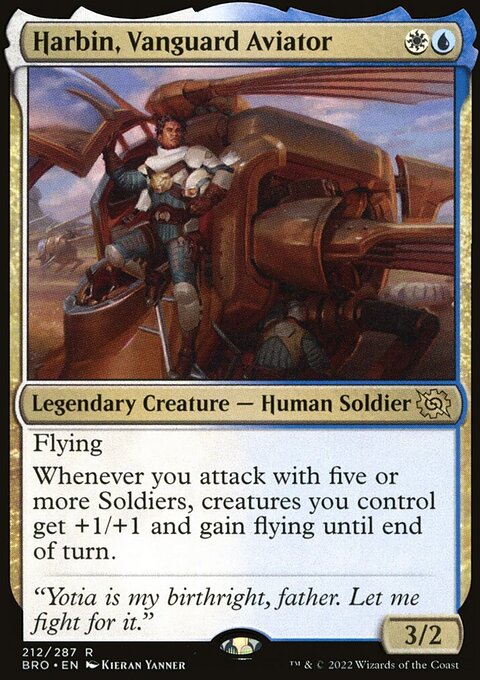 Harbin, Vanguard Aviator
Legendary Creature — Human Soldier
Flying
Whenever you attack with five or
more Soldiers, creatures you control
get +1/+1 and gain flying until end
of turn.
“Yotia is my birthright, father. Let me
fight for it.”
3/2
212/287 R
BRO • EN Kieran Yanner
™ & © 2022 Wizards of the Coast